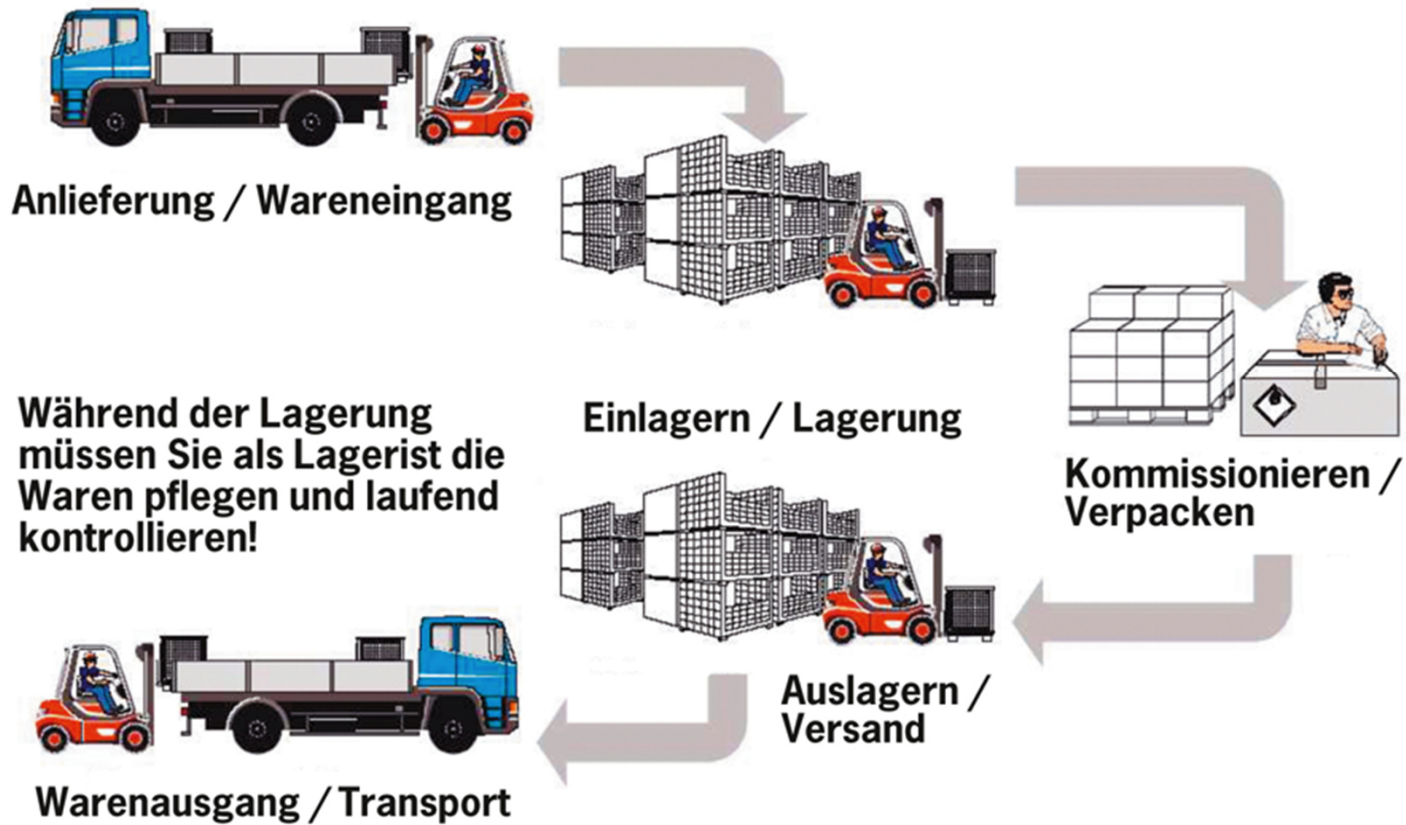 Anlieferung / Wareneingang
Einlagern / Lagerung
Kommissionieren /
Verpacken
Während der Lagerung
müssen Sie als Lagerist die
Waren pflegen und laufend
kontrollieren!
Auslagern /
Versand
Warenausgang / Transport